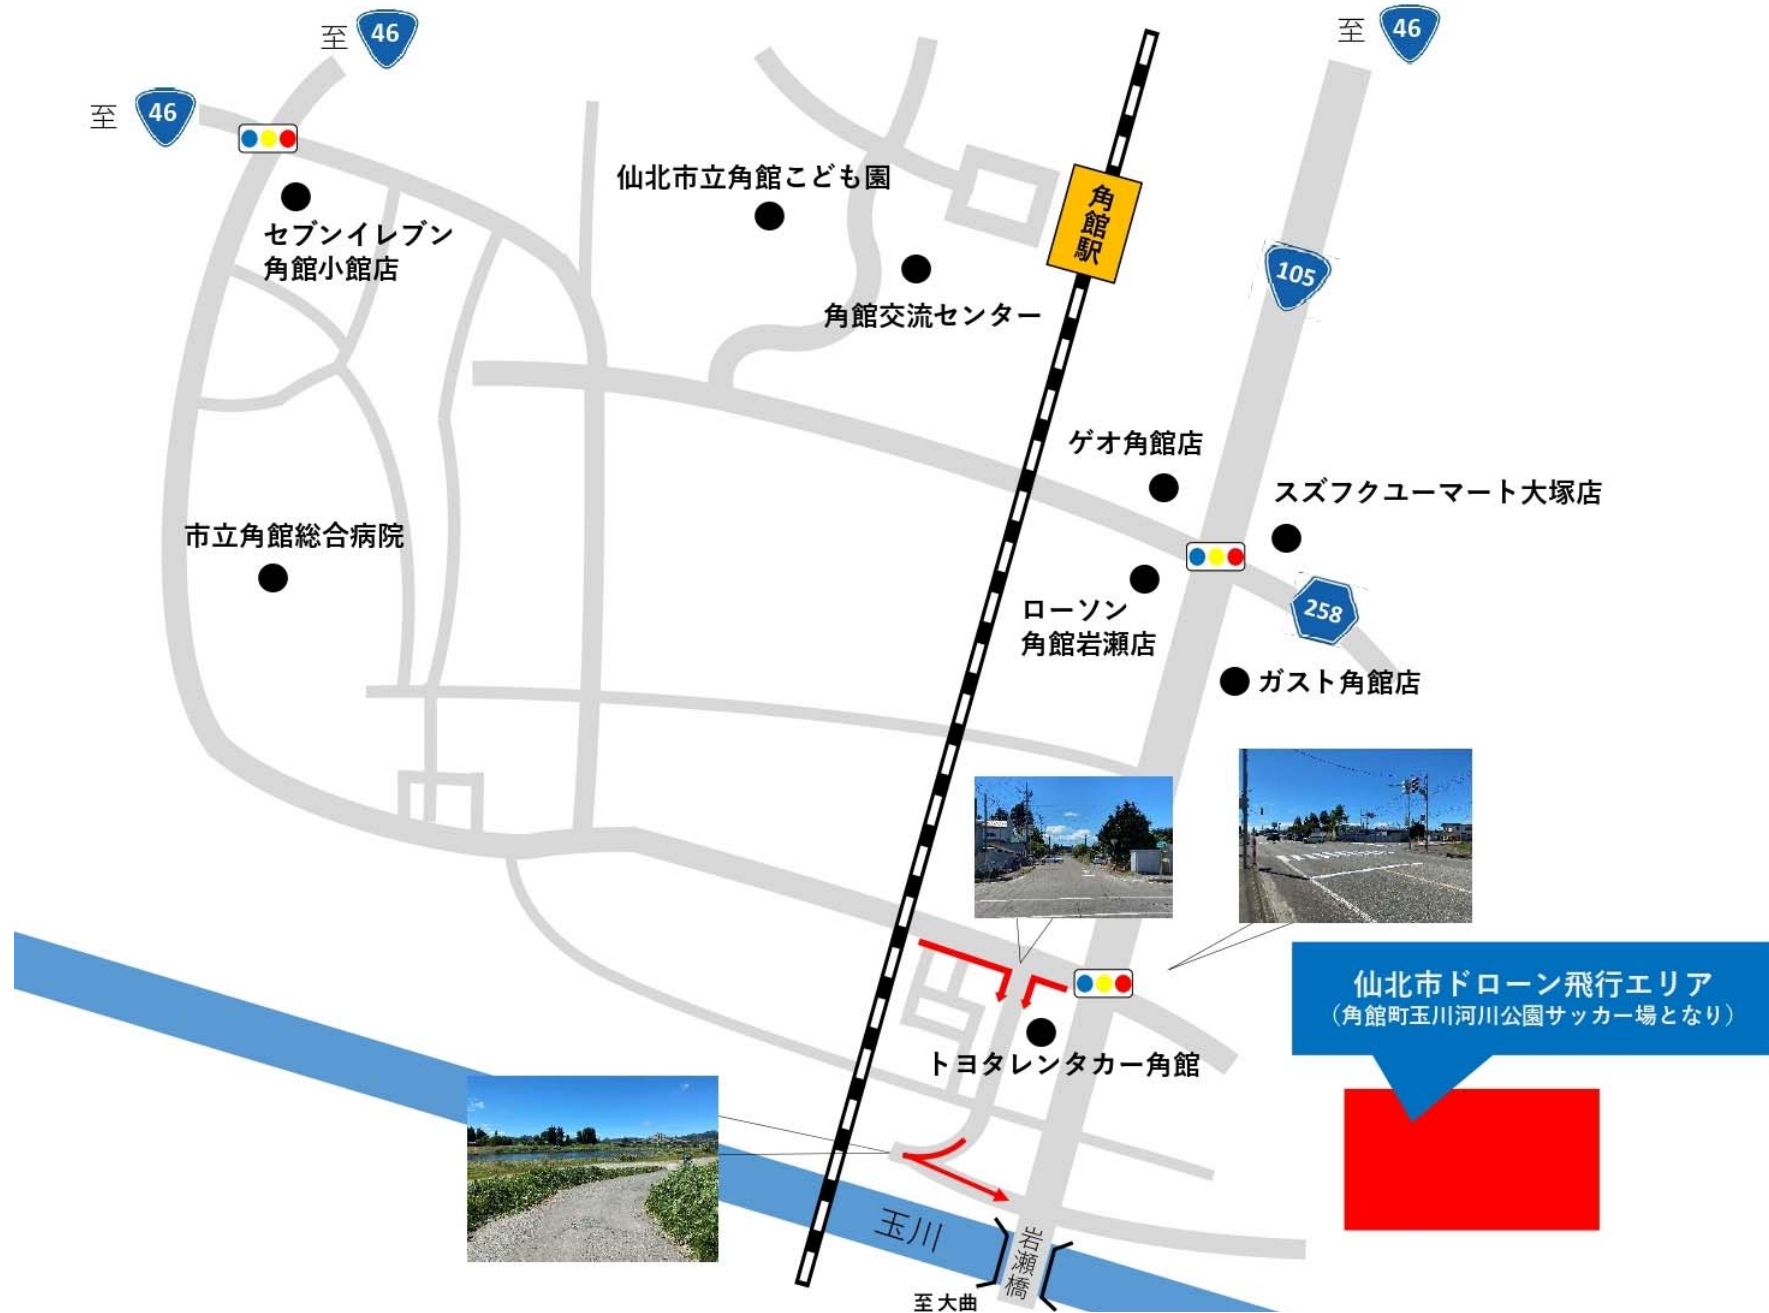 至 46
至 46
至 46
仙北市立角館こども園
角館駅
セブンイレブン
角館小館店
105
角館交流センター
ゲオ角館店
スズフクユーマート大塚店
市立角館総合病院
ローソン
角館岩瀬店
258
ガスト角館店
仙北市ドローン飛行エリア
（角館町玉川河川公園サッカー場となり）
トヨタレンタカー角館
玉川
岩瀬橋
至 大曲